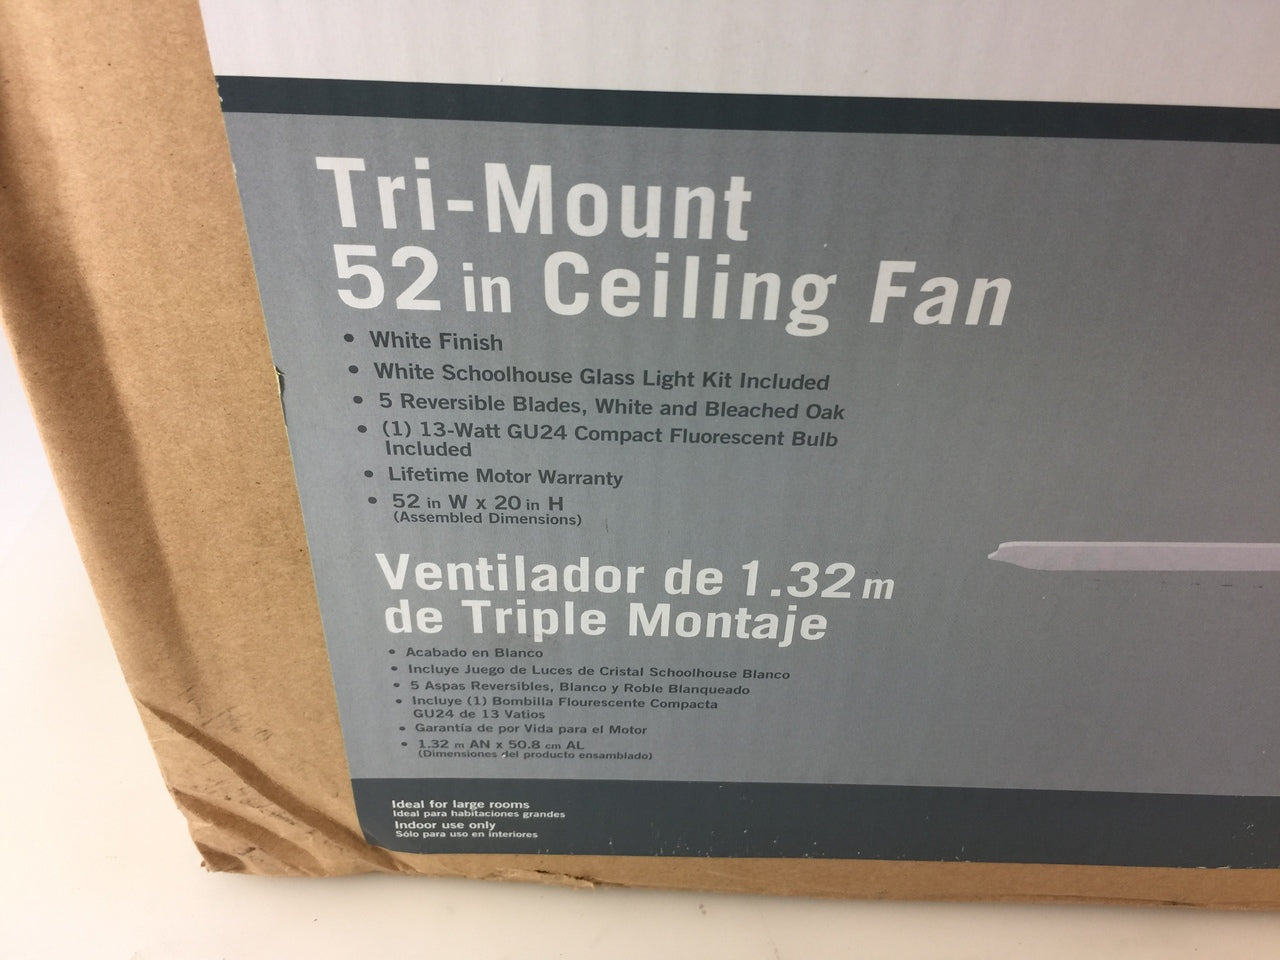 Tri-Mount
52 in Ceiling Fan
• White Finish
• White Schoolhouse Glass Light Kit Included
• 5 Reversible Blades, White and Bleached Oak
• (1) 13-Watt GU24 Compact Fluorescent Bulb
Included
• Lifetime Motor Warranty
• 52 in W x 20 in H
(Assembled Dimensions)
Ventilador de 1.32 m
de Triple Montaje
• Acabado en Blanco
• Incluye Juego de Luces de Cristal Schoolhouse Blanco
• 5 Aspas Reversibles, Blanco y Roble Blanqueado
• Incluye (1) Bombilla Flourescente Compacta
GU24 de 13 Vatios
• Garantía de por Vida para el Motor
• 1.32 m AN x 50.8 cm AL
(Dimensiones del producto ensamblado)
Ideal for large rooms
Ideal para habitaciones grandes
Indoor use only
Sólo para uso en interiores